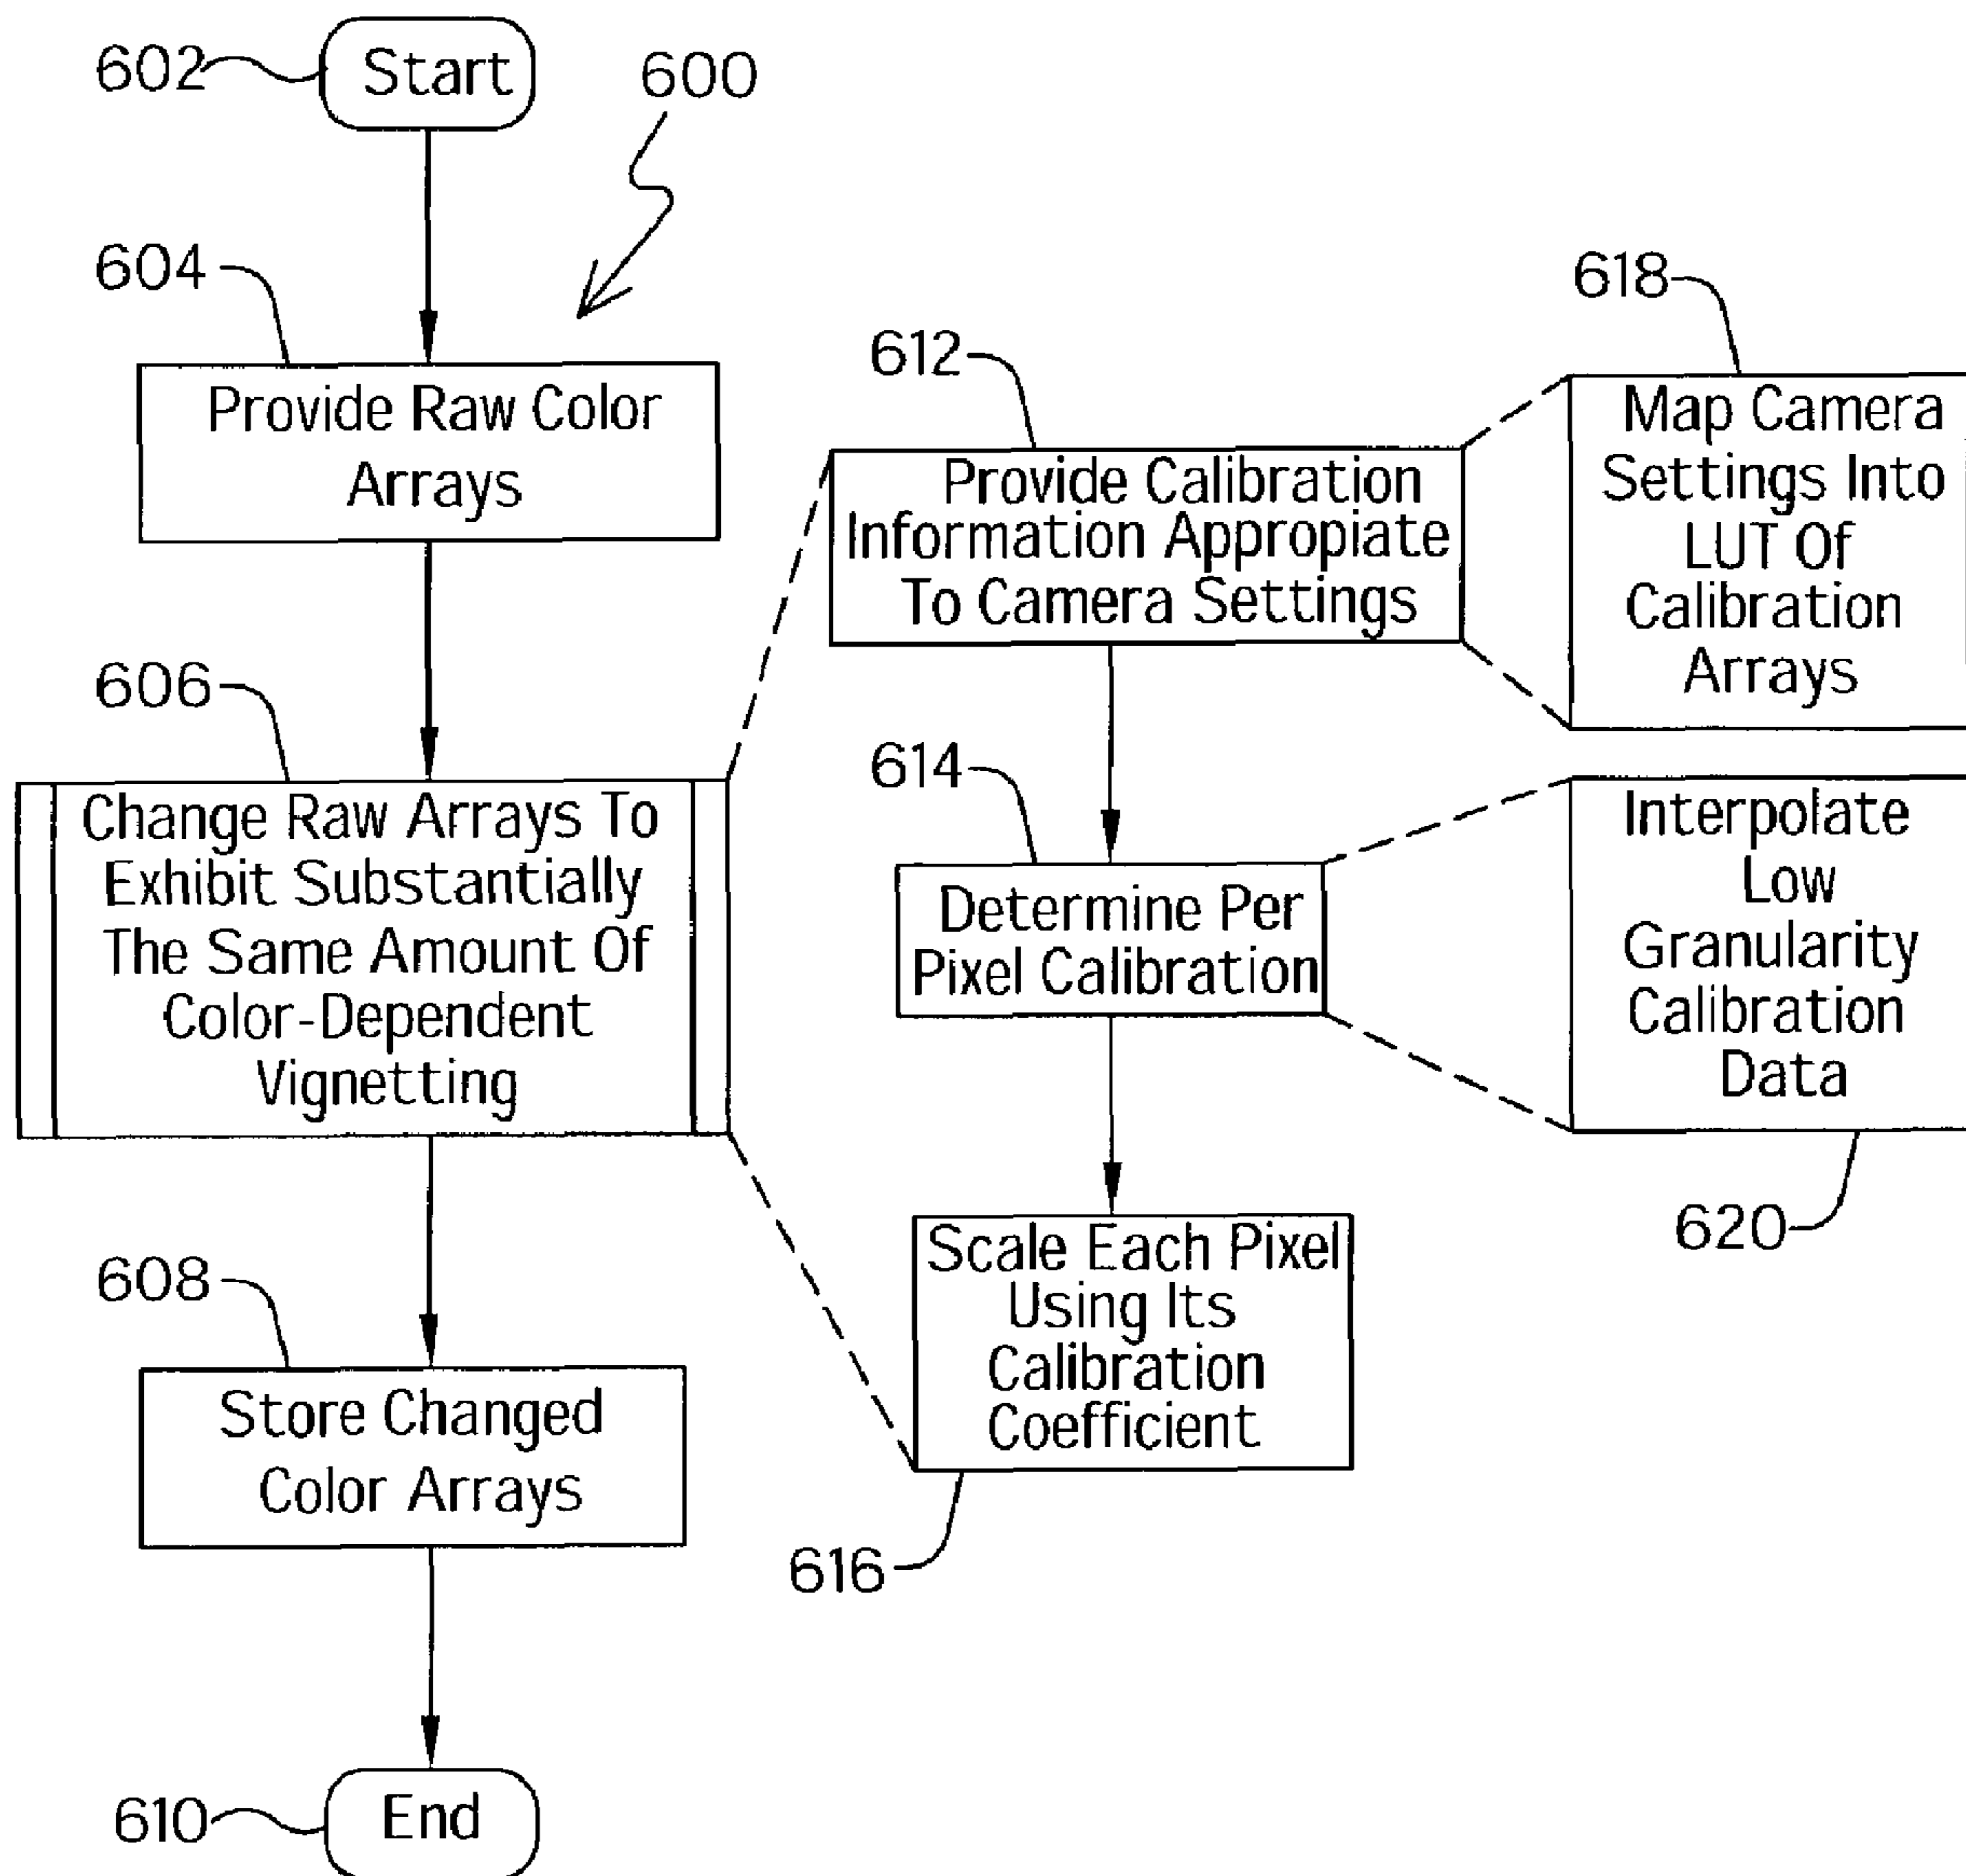 602
Start
600
604
Provide Raw Color
Arrays
606
Change Raw Arrays To
Exhibit Substantially
The Same Amount Of
Color-Dependent
Vignetting
608
Store Changed
Color Arrays
610
End
612
Provide Calibration
Information Appropiate
To Camera Settings
614
Determine Per
Pixel Calibration
Scale Each Pixel
Using Its
Calibration
Coefficient
616
618
Map Camera
Settings Into
LUT Of
Calibration
Arrays
Interpolate
Low
Granularity
Calibration
Data
620